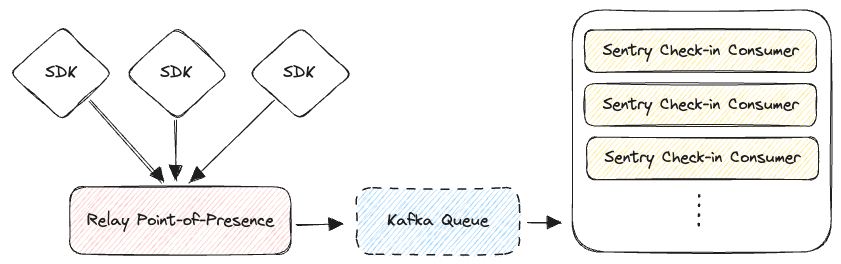 SDK
SDK
SDK
Relay Point-of-Presence
Kafka Queue
Sentry Check-in Consumer
Sentry Check-in Consumer
Sentry Check-in Consumer